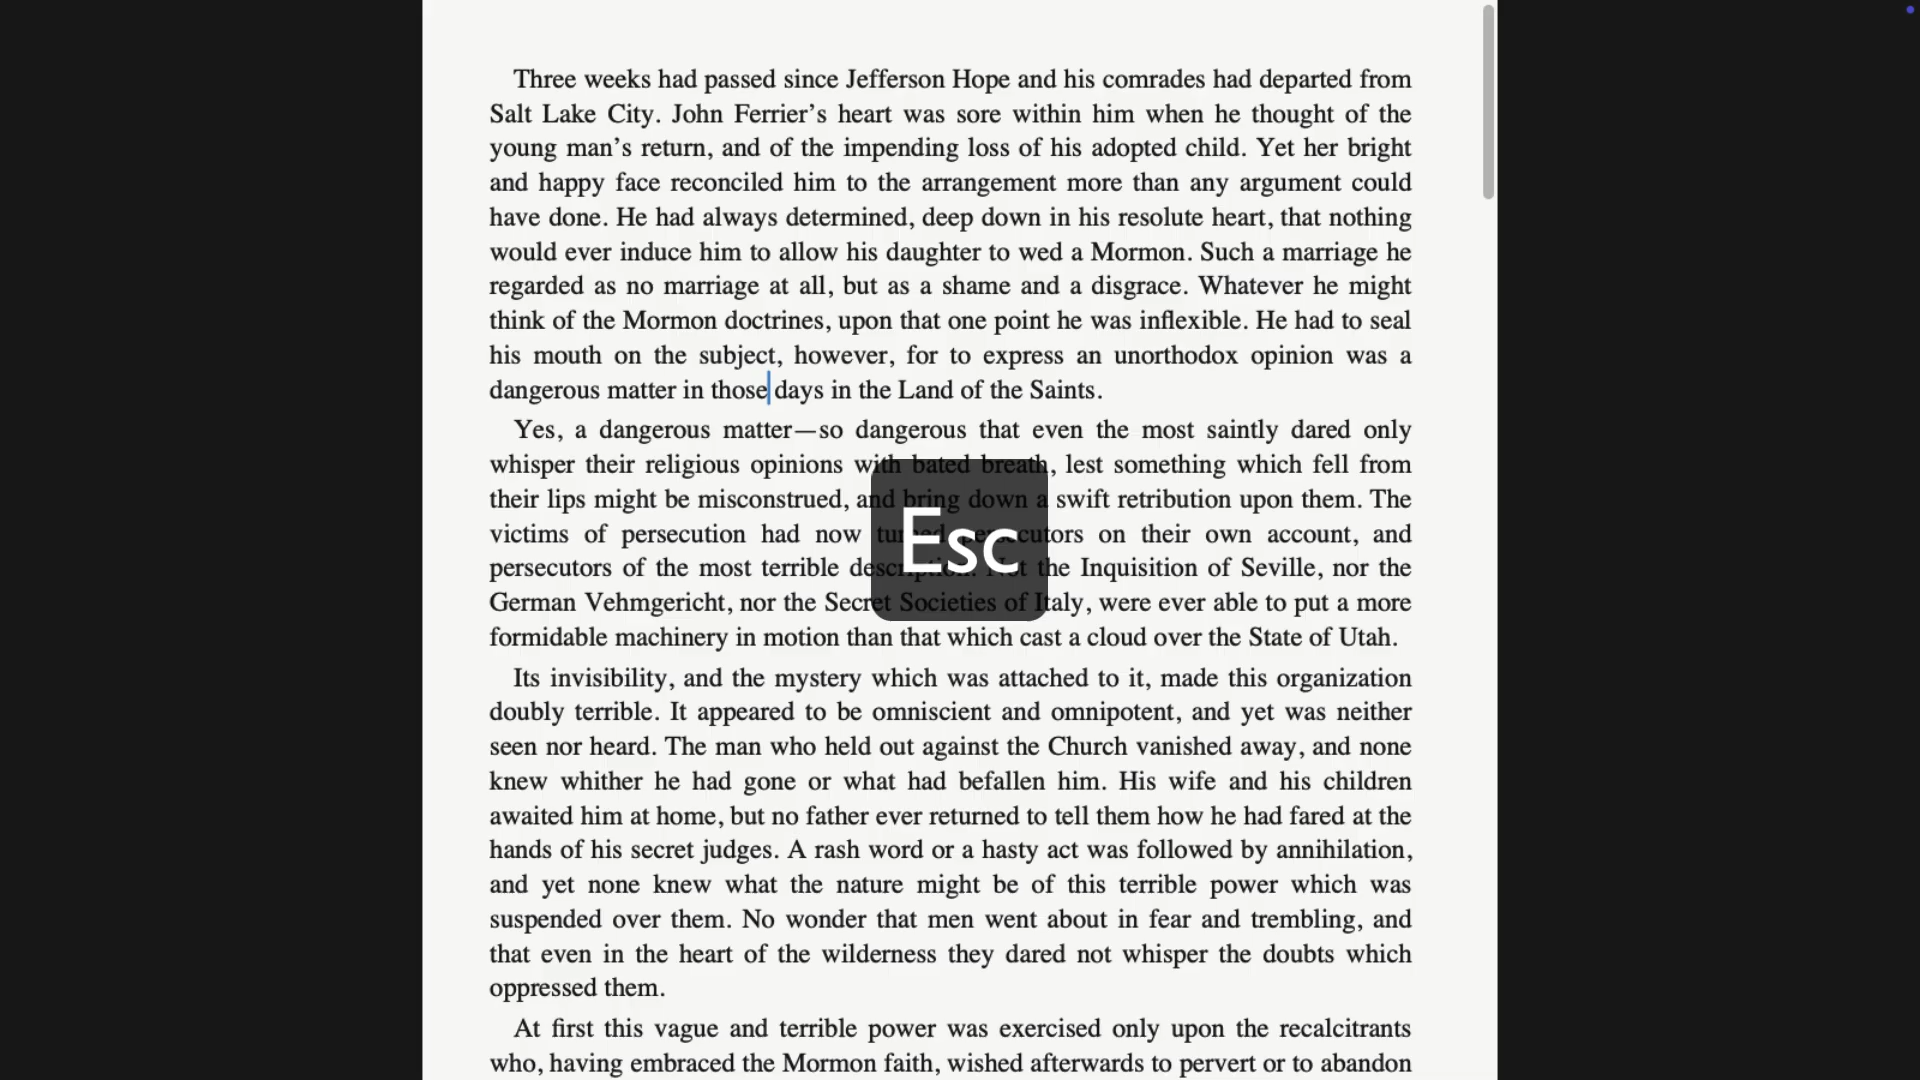 Three weeks had passed since Jefferson Hope and his comrades had departed from
Salt Lake City. John Ferrier’s heart was sore within him when he thought of the
young man’s return, and of the impending loss of his adopted child. Yet her bright
and happy face reconciled him to the arrangement more than any argument could
have done. He had always determined, deep down in his resolute heart, that nothing
would ever induce him to allow his daughter to wed a Mormon. Such a marriage he
regarded as no marriage at all, but as a shame and a disgrace. Whatever he might
think of the Mormon doctrines, upon that one point he was inflexible. He had to seal
his mouth on the subject, however, for to express an unorthodox opinion was a
dangerous matter in those days in the Land of the Saints.
Yes, a dangerous matter—so dangerous that even the most saintly dared only
whisper their religious opinions with bated breath, lest something which fell from
their lips might be misconstrued, and bring down a swift retribution upon them. The
victims of persecution had now turned persecutors on their own account, and
persecutors of the most terrible description. Not the Inquisition of Seville, nor the
German Vehmgericht, nor the Secret Societies of Italy, were ever able to put a more
formidable machinery in motion than that which cast a cloud over the State of Utah.
Esc
Its invisibility, and the mystery which was attached to it, made this organization
doubly terrible. It appeared to be omniscient and omnipotent, and yet was neither
seen nor heard. The man who held out against the Church vanished away, and none
knew whither he had gone or what had befallen him. His wife and his children
awaited him at home, but no father ever returned to tell them how he had fared at the
hands of his secret judges. A rash word or a hasty act was followed by annihilation,
and yet none knew what the nature might be of this terrible power which was
suspended over them. No wonder that men went about in fear and trembling, and
that even in the heart of the wilderness they dared not whisper the doubts which
oppressed them.
At first this vague and terrible power was exercised only upon the recalcitrants
who, having embraced the Mormon faith, wished afterwards to pervert or to abandon